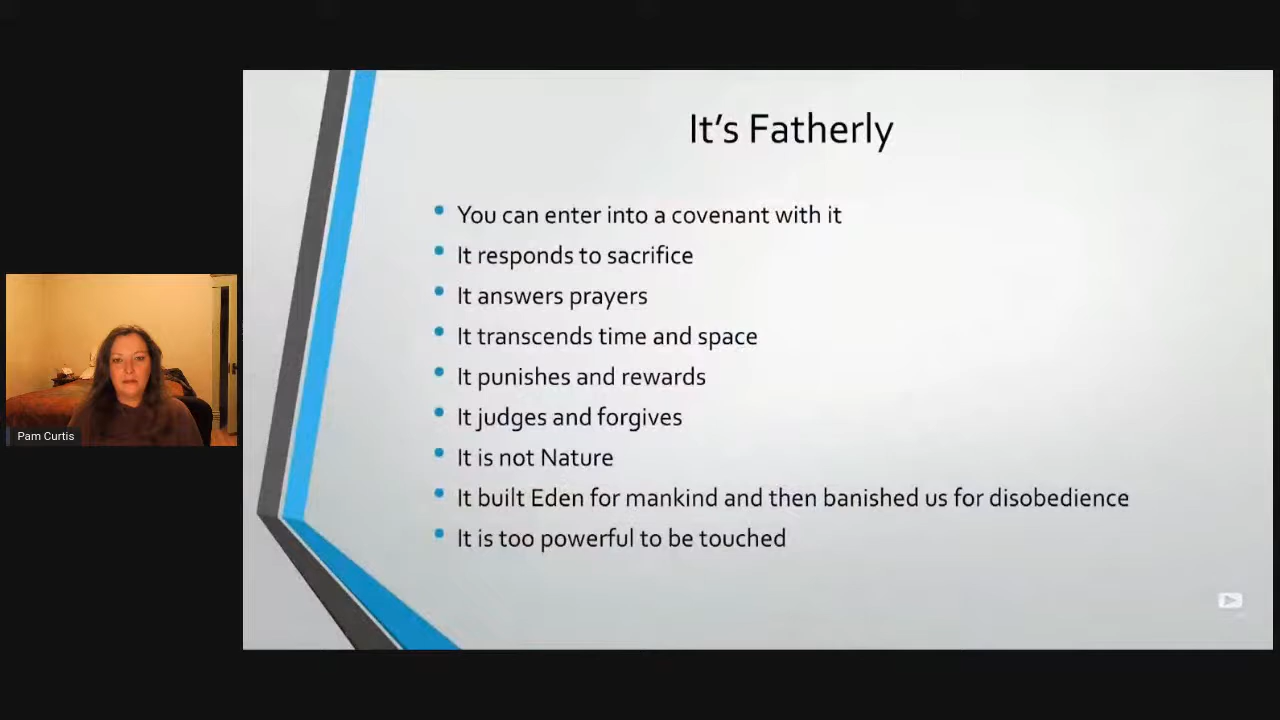 It's Fatherly
You can enter into a covenant with it
It responds to sacrifice
It answers prayers
It transcends time and space
It punishes and rewards
It judges and forgives
It is not Nature
It built Eden for mankind and then banished us for disobedience
It is too powerful to be touched
Pam Curtis